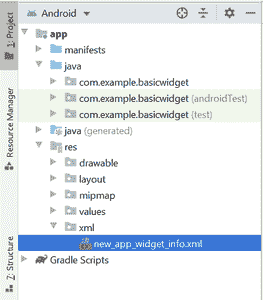 Android
1: Project
Resource Manager
7: Structure
app
manifests
java
com.example.basicwidget
com.example.basicwidget (androidTest)
com.example.basicwidget (test)
java (generated)
res
drawable
layout
mipmap
values
xml
new_app_widget_info.xml
Gradle Scripts